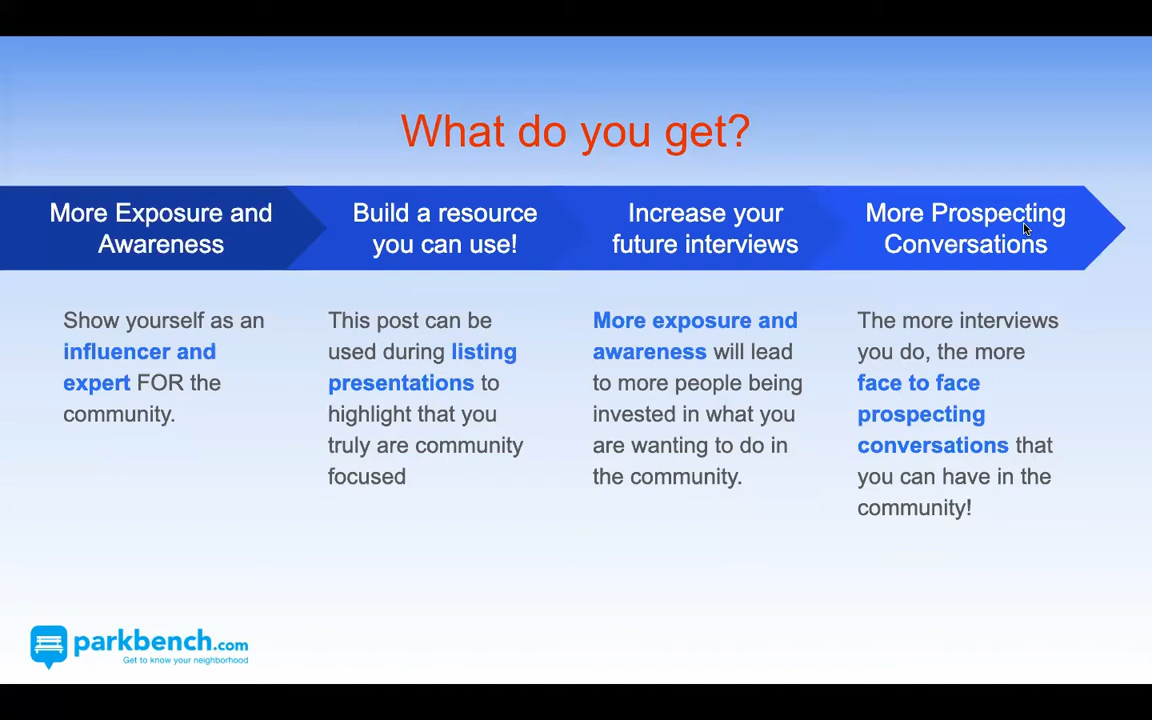 What do you get?
More Exposure and
Awareness
Build a resource
you can use!
Increase your
future interviews
More Prospecting
Conversations
Show yourself as an
influencer and
expert FOR the
community.
This post can be
used during listing
presentations to
highlight that you
truly are community
focused
More exposure and
awareness will lead
to more people being
invested in what you
are wanting to do in
the community.
The more interviews
you do, the more
face to face
prospecting
conversations that
you can have in the
community!
parkbench.com
Get to know your neighborhood